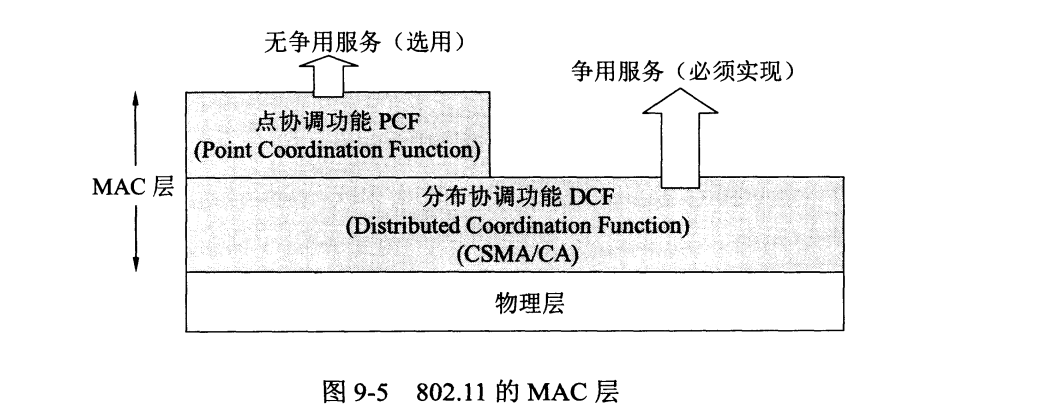 无争用服务（选用）
争用服务（必须实现）
点协调功能 PCF
(Point Coordination Function)
MAC 层
分布协调功能 DCF
(Distributed Coordination Function)
(CSMA/CA)
物理层
图 9-5 802.11 的 MAC 层